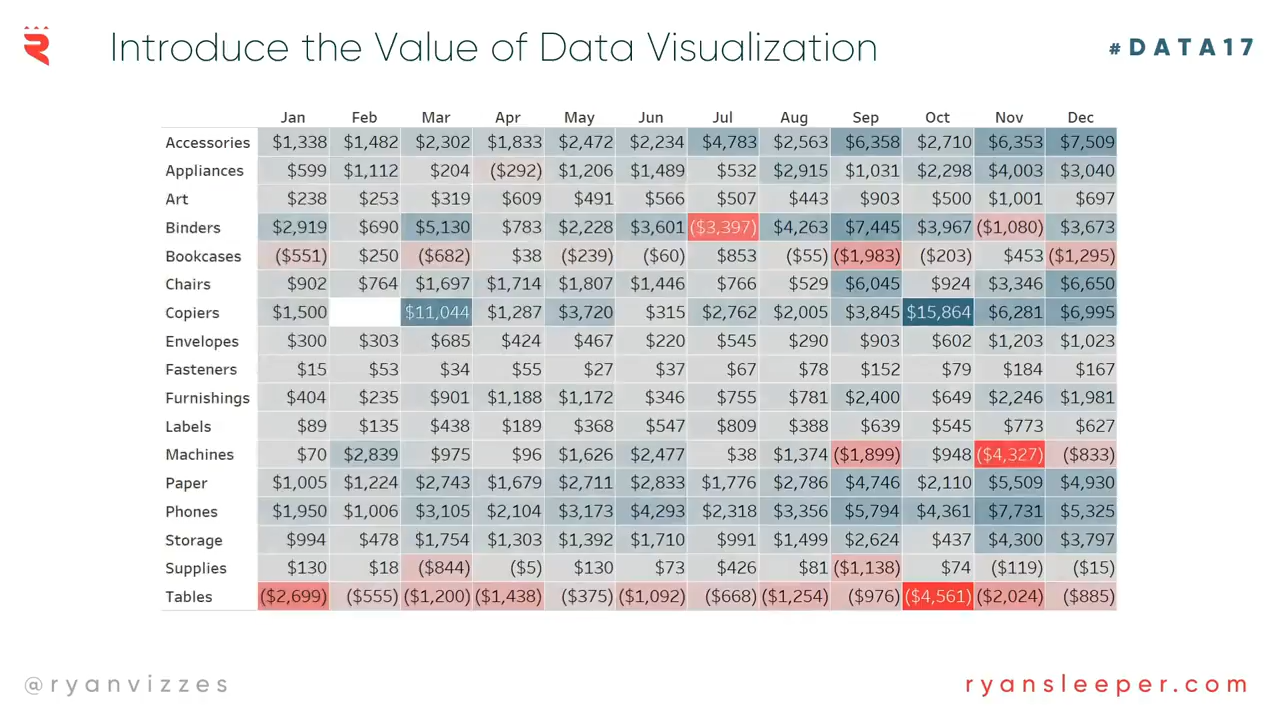 Introduce the Value of Data Visualization
#DATA17
Jan Feb Mar Apr May Jun Jul Aug Sep Oct Nov Dec
Accessories $1,338 $1,482 $2,302 $1,833 $2,472 $2,234 $4,783 $2,563 $6,358 $2,710 $6,353 $7,509
Appliances $599 $1,112 $204 ($292) $1,206 $1,489 $532 $2,915 $1,031 $2,298 $4,003 $3,040
Art $238 $253 $319 $609 $491 $566 $507 $443 $903 $500 $1,001 $697
Binders $2,919 $690 $5,130 $783 $2,228 $3,601 ($3,397) $4,263 $7,445 $3,967 ($1,080) $3,673
Bookcases ($551) $250 ($682) $38 ($239) ($60) $853 ($55) ($1,983) ($203) $453 ($1,295)
Chairs $902 $764 $1,697 $1,714 $1,807 $1,446 $766 $529 $6,045 $924 $3,346 $6,650
Copiers $1,500 $11,044 $1,287 $3,720 $315 $2,762 $2,005 $3,845 $15,864 $6,281 $6,995
Envelopes $300 $303 $685 $424 $467 $220 $545 $290 $903 $602 $1,203 $1,023
Fasteners $15 $53 $34 $55 $27 $37 $67 $78 $152 $79 $184 $167
Furnishings $404 $235 $901 $1,188 $1,172 $346 $755 $781 $2,400 $649 $2,246 $1,981
Labels $89 $135 $438 $189 $368 $547 $809 $388 $639 $545 $773 $627
Machines $70 $2,839 $975 $96 $1,626 $2,477 $38 $1,374 ($1,899) $948 ($4,327) ($833)
Paper $1,005 $1,224 $2,743 $1,679 $2,711 $2,833 $1,776 $2,786 $4,746 $2,110 $5,509 $4,930
Phones $1,950 $1,006 $3,105 $2,104 $3,173 $4,293 $2,318 $3,356 $5,794 $4,361 $7,731 $5,325
Storage $994 $478 $1,754 $1,303 $1,392 $1,710 $991 $1,499 $2,624 $437 $4,300 $3,797
Supplies $130 $18 ($844) ($5) $130 $73 $426 $81 ($1,138) $74 ($119) ($15)
Tables ($2,699) ($555) ($1,200) ($1,438) ($375) ($1,092) ($668) ($1,254) ($976) ($4,561) ($2,024) ($885)
@ryanvizzes
ryansleeper.com